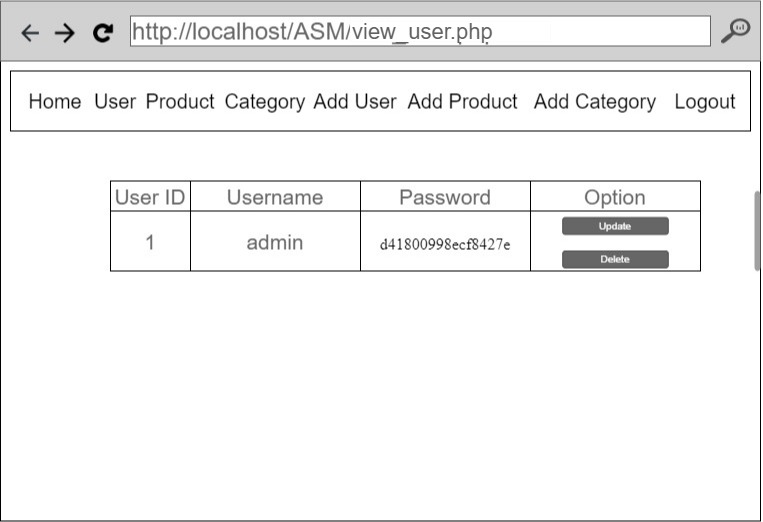 http://localhost/ASM/view_user.php
Home User Product Category Add User Add Product Add Category Logout
User ID Username Password Option
1 admin d41800998ecf8427e Update
Delete